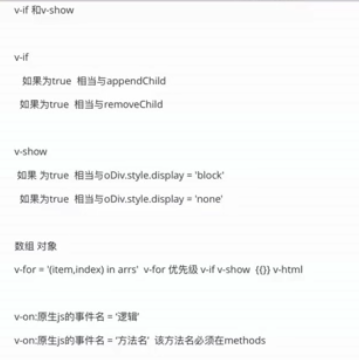 v-if 和v-show
v-if
如果为true 相当与appendChild
如果为true 相当与removeChild
v-show
如果 为true 相当与oDiv.style.display = 'block'
如果为true 相当与oDiv.style.display = 'none'
数组 对象
v-for = '(item,index) in arrs' v-for 优先级 v-if v-show {{}} v-html
v-on:原生js的事件名 = '逻辑'
v-on:原生js的事件名 = '方法名' 该方法名必须在methods